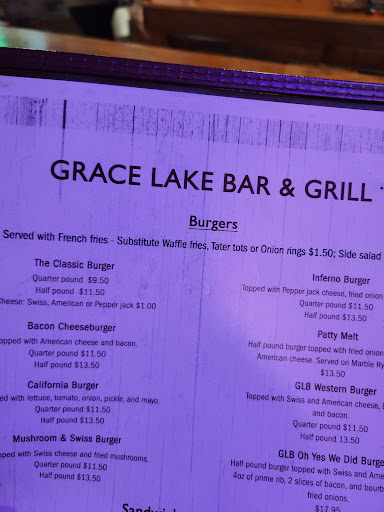 GRACE LAKE BAR & GRILL
Burgers
Served with French fries - Substitute Waffle fries, Tater tots or Onion rings $1.50; Side salad
The Classic Burger
Quarter pound $9.50
Half pound $11.50
Cheese: Swiss, American or Pepper jack $1.00
Bacon Cheeseburger
opped with American cheese and bacon.
Quarter pound $11.50
Half pound $13.50
California Burger
ed with lettuce, tomato, onion, pickle, and mayo.
Quarter pound $11.50
Half pound $13.50
Mushroom & Swiss Burger
pped with Swiss cheese and fried mushrooms.
Quarter pound $11.50
Half pound $13.50
Inferno Burger
Topped with Pepper jack cheese, fried onion
Quarter pound $11.50
Half pound $13.50
Patty Melt
Half pound burger topped with fried onion
American cheese. Served on Marble Ry
$13.50
GLB Western Burger
Topped with Swiss and American cheese,
and bacon.
Quarter pound $11.50
Half pound 13.50
GLB Oh Yes We Did Burge
Half pound burger topped with Swiss and Ame
4oz of prime rib, 2 slices of bacon, and bourb
fried onions.
$17.95